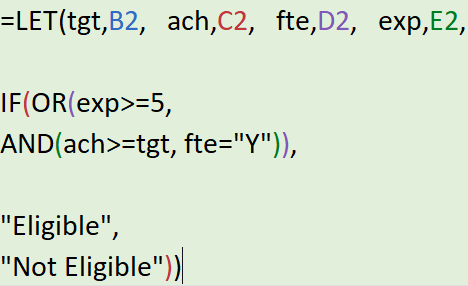 =LET(tgt,B2, ach,C2, fte,D2, exp,E2,
IF(OR(exp>=5,
AND(ach>=tgt, fte="Y")),
"Eligible",
"Not Eligible"))